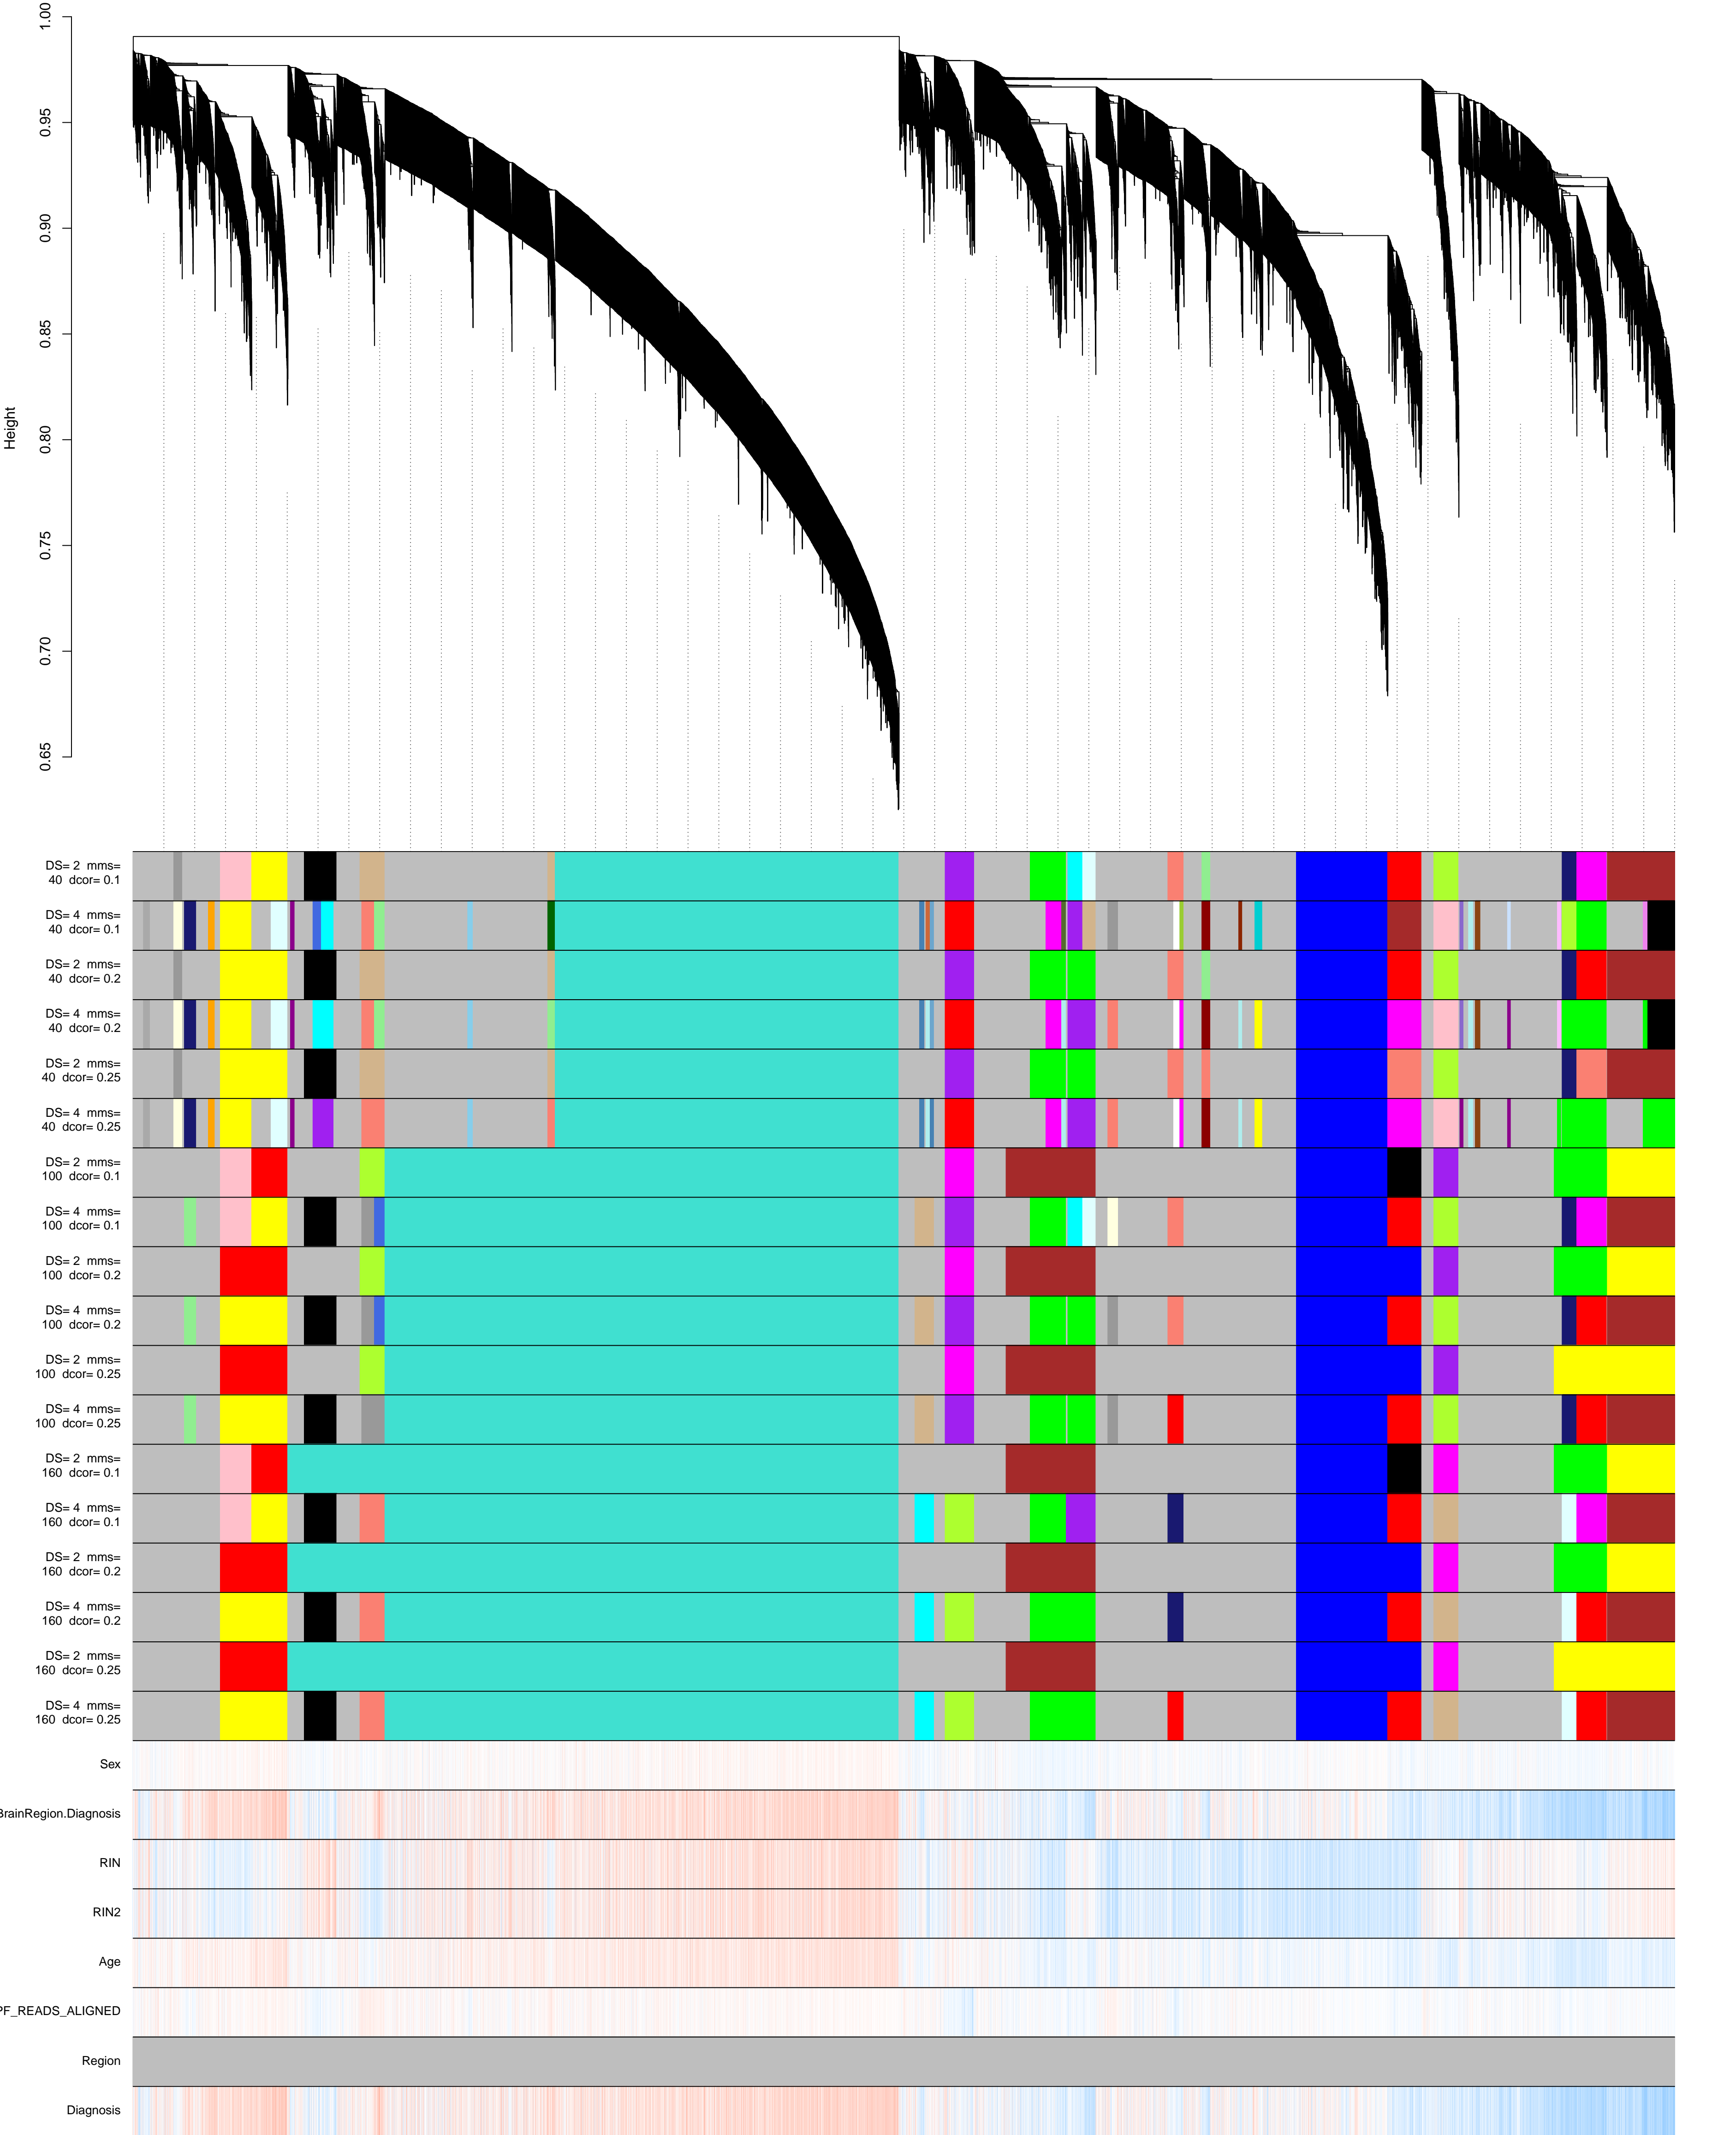 1.00
0.95
0.90
0.85
0.80
0.75
0.70
0.65
Height
DS= 2 mms=
40 dcor= 0.1
DS= 4 mms=
40 dcor= 0.1
DS= 2 mms=
40 dcor= 0.2
DS= 4 mms=
40 dcor= 0.2
DS= 2 mms=
40 dcor= 0.25
DS= 4 mms=
40 dcor= 0.25
DS= 2 mms=
100 dcor= 0.1
DS= 4 mms=
100 dcor= 0.1
DS= 2 mms=
100 dcor= 0.2
DS= 4 mms=
100 dcor= 0.2
DS= 2 mms=
100 dcor= 0.25
DS= 4 mms=
100 dcor= 0.25
DS= 2 mms=
160 dcor= 0.1
DS= 4 mms=
160 dcor= 0.1
DS= 2 mms=
160 dcor= 0.2
DS= 4 mms=
160 dcor= 0.2
DS= 2 mms=
160 dcor= 0.25
DS= 4 mms=
160 dcor= 0.25
Sex
BrainRegion.Diagnosis
RIN
RIN2
Age
PF_READS_ALIGNED
Region
Diagnosis